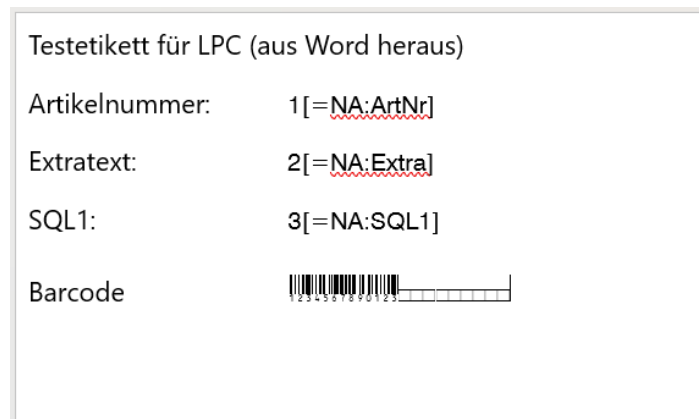 Testetikett für LPC (aus Word heraus)
Artikelnummer: 1[=NA:ArtNr]
Extratext: 2[=NA:Extra]
SQL1: 3[=NA:SQL1]
Barcode 1234567890123